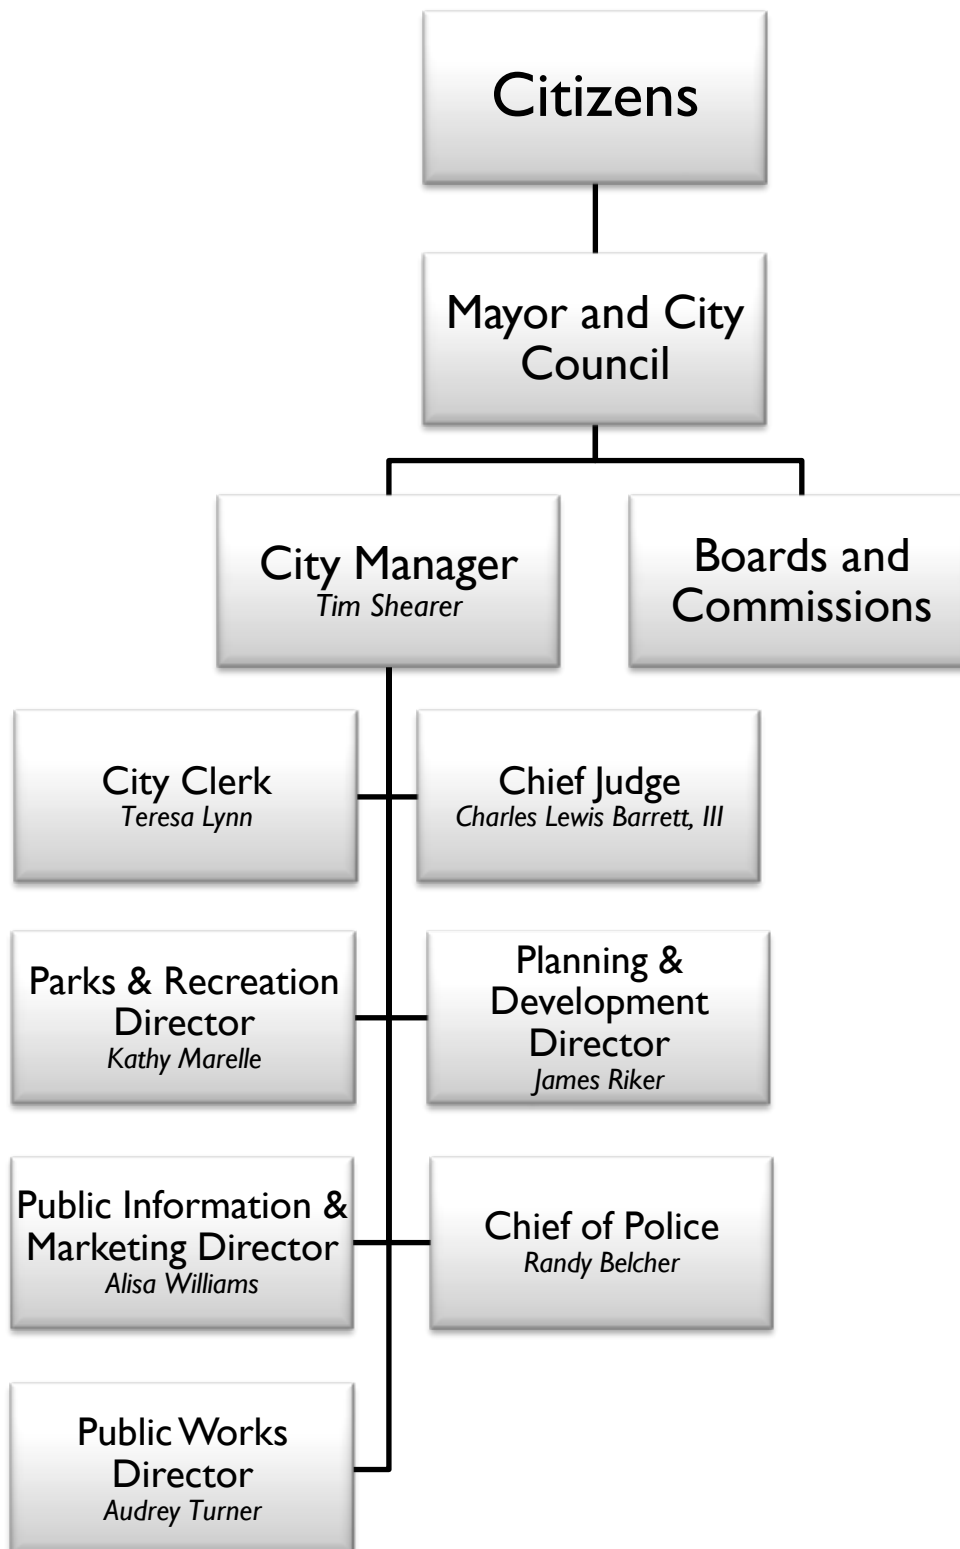 Citizens
Mayor and City
Council
City Manager
Tim Shearer
Boards and
Commissions
City Clerk
Teresa Lynn
Chief Judge
Charles Lewis Barrett, III
Parks & Recreation
Director
Kathy Marelle
Planning &
Development
Director
James Riker
Public Information &
Marketing Director
Alisa Williams
Chief of Police
Randy Belcher
Public Works
Director
Audrey Turner